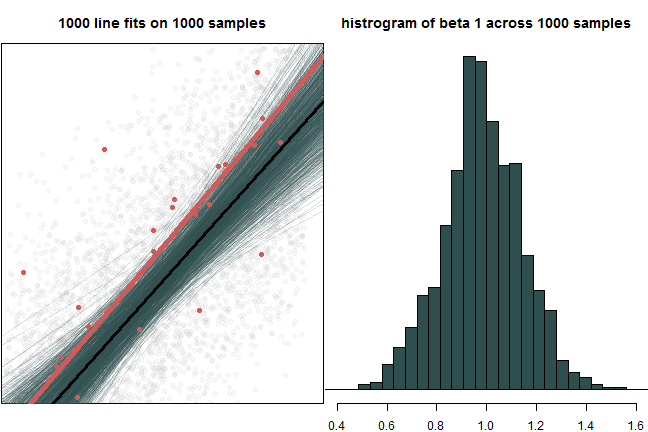 1000 line fits on 1000 samples
histrogram of beta 1 across 1000 samples
0.4 0.6 0.8 1.0 1.2 1.4 1.6